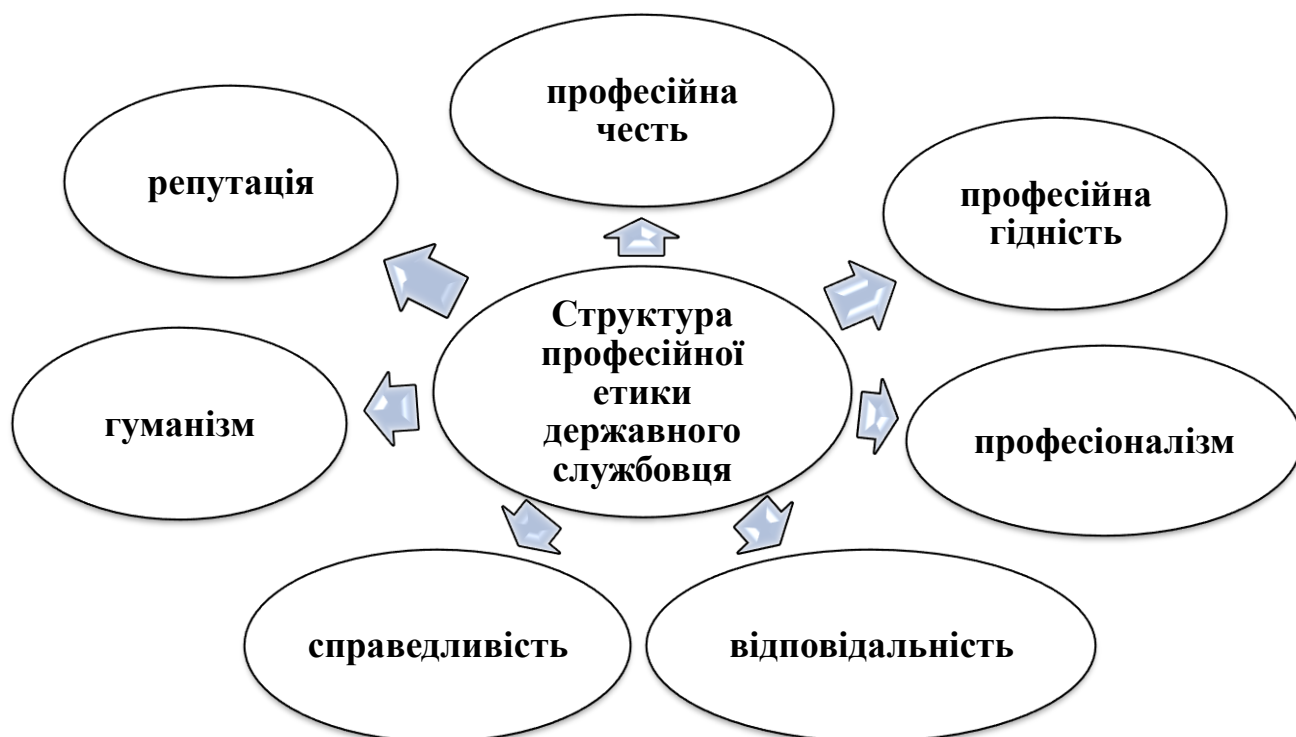 професійна
честь
репутація
професійна
гідність
Структура
професійної
етики
державного
службовця
гуманізм
професіоналізм
справедливість
відповідальність